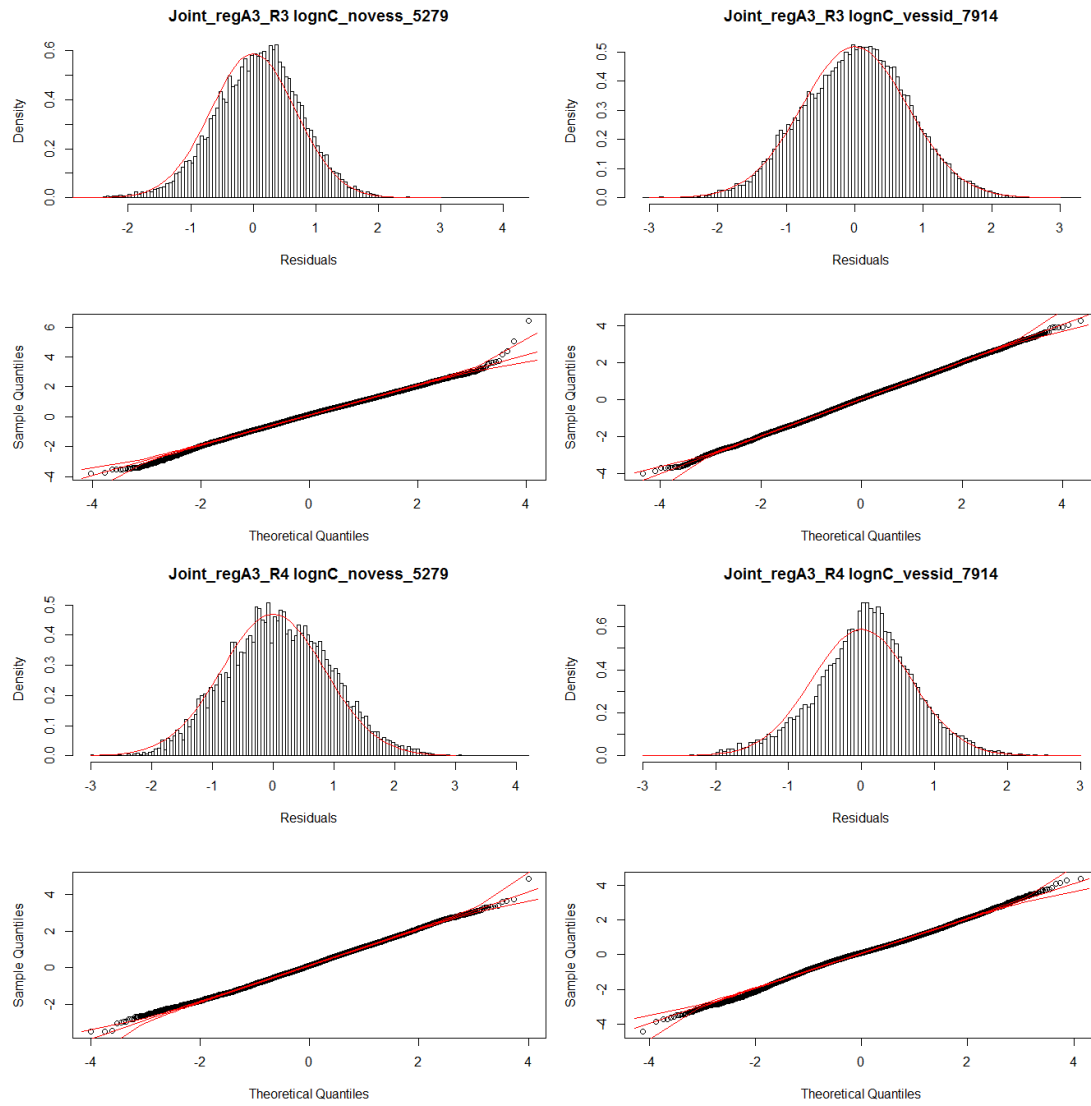 Joint_regA3_R3 lognC_novess_5279
Density
0.0 0.2 0.4 0.6
-2 -1 0 1 2 3 4
Residuals
Joint_regA3_R3 lognC_vessid_7914
Density
0.0 0.1 0.2 0.3 0.4 0.5
-3 -2 -1 0 1 2 3
Residuals
Sample Quantiles
-4 -2 0 2 4 6
-4 -2 0 2 4
Theoretical Quantiles
Sample Quantiles
-4 -2 0 2 4
-4 -2 0 2 4
Theoretical Quantiles
Joint_regA3_R4 lognC_novess_5279
Density
0.0 0.1 0.2 0.3 0.4 0.5
-3 -2 -1 0 1 2 3 4
Residuals
Joint_regA3_R4 lognC_vessid_7914
Density
0.0 0.2 0.4 0.6
-3 -2 -1 0 1 2 3
Residuals
Sample Quantiles
-2 0 2 4
-4 -2 0 2 4
Theoretical Quantiles
Sample Quantiles
-4 -2 0 2 4
-4 -2 0 2 4
Theoretical Quantiles